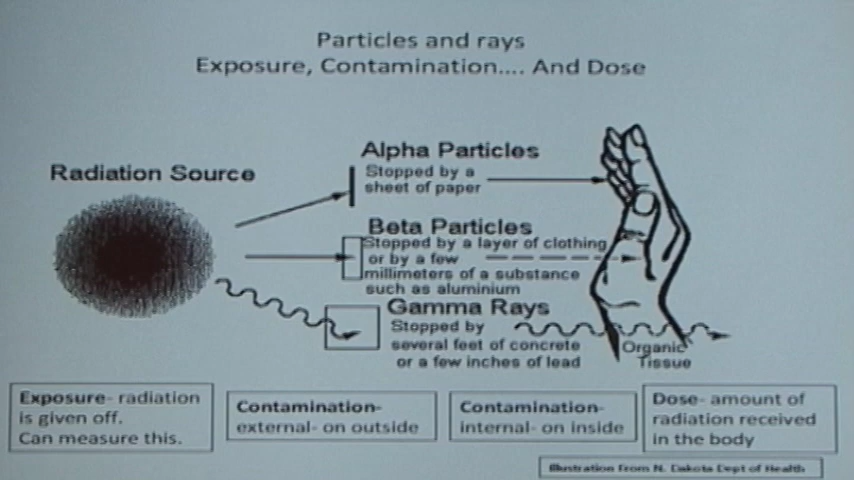 Particles and rays
Exposure, Contamination.... And Dose
Radiation Source
Alpha Particles
Stopped by a
sheet of paper
Beta Particles
Stopped by a layer of clothing
or by a few
millimeters of a substance
such as aluminium
Gamma Rays
Stopped by
several feet of concrete
or a few inches of lead
Organic
Tissue
Exposure- radiation
is given off.
Can measure this.
Contamination-
external- on outside
Contamination-
internal- on inside
Dose- amount of
radiation received
in the body
Illustration from N. Dakota Dept of Health